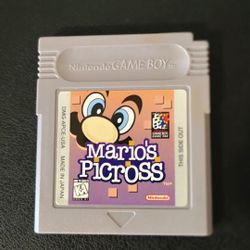 Nintendo GAME BOY
DMG-APCE-USA
MADE IN JAPAN
THIS SIDE OUT
MARIO'S
PICROSS
Nintendo